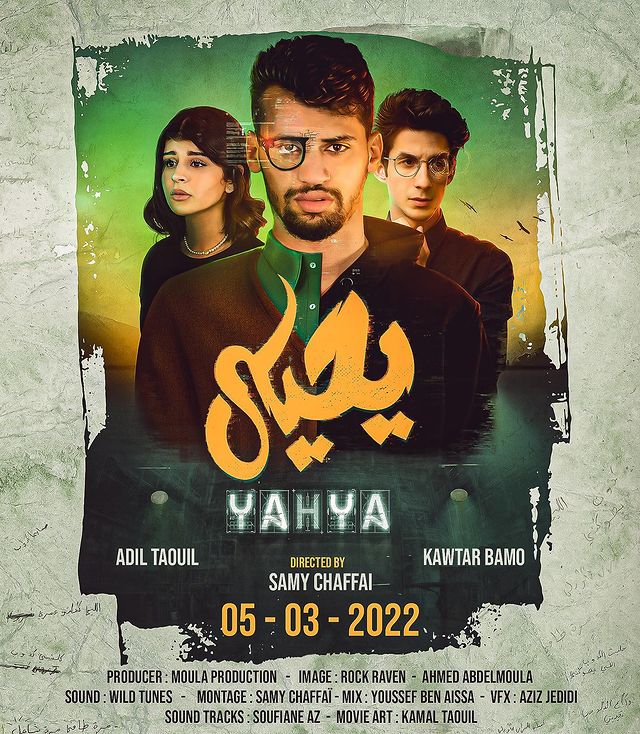 يحيى
YAHYA
ADIL TAOUIL
KAWTAR BAMO
DIRECTED BY
SAMY CHAFFAI
05 - 03 - 2022
PRODUCER : MOULA PRODUCTION - IMAGE : ROCK RAVEN - AHMED ABDELMOULA
SOUND : WILD TUNES - MONTAGE : SAMY CHAFFAÏ - MIX : YOUSSEF BEN AISSA - VFX : AZIZ JEDIDI
SOUND TRACKS : SOUFIANE AZ - MOVIE ART : KAMAL TAOUIL